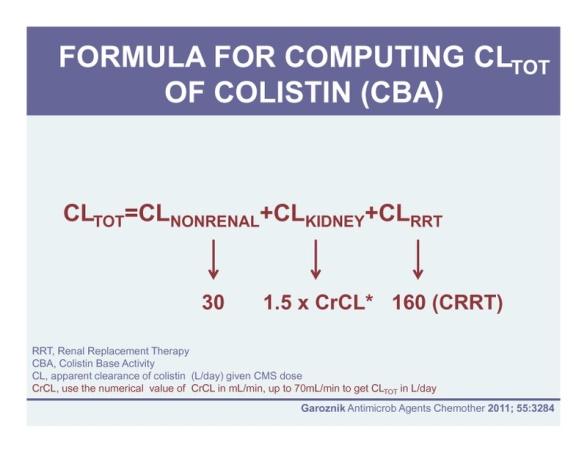 FORMULA FOR COMPUTING CLTOT
OF COLISTIN (CBA)
CLTOT=CLNONRENAL+CLKIDNEY+CLRRT
30 1.5 x CrCL* 160 (CRRT)
RRT, Renal Replacement Therapy
CBA, Colistin Base Activity
CL, apparent clearance of colistin (L/day) given CMS dose
CrCL, use the numerical value of CrCL in mL/min, up to 70mL/min to get CLTOT in L/day
Garoznik Antimicrob Agents Chemother 2011; 55:3284